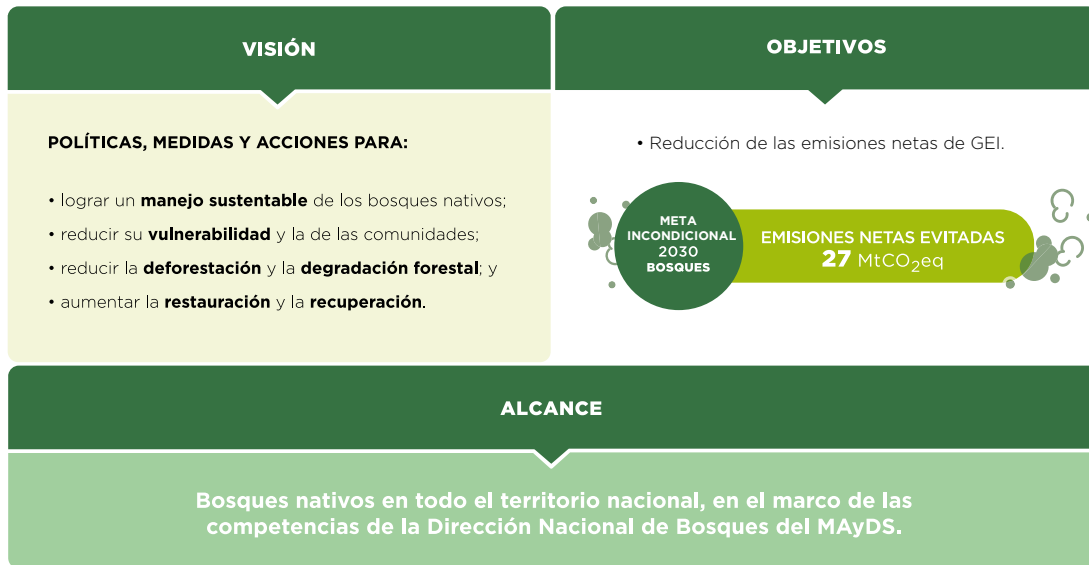 VISIÓN
POLÍTICAS, MEDIDAS Y ACCIONES PARA:
• lograr un manejo sustentable de los bosques nativos;
• reducir su vulnerabilidad y la de las comunidades;
• reducir la deforestación y la degradación forestal; y
• aumentar la restauración y la recuperación.
OBJETIVOS
• Reducción de las emisiones netas de GEI.
META
INCONDICIONAL
2030
BOSQUES
EMISIONES NETAS EVITADAS
27 MtCO₂eq
ALCANCE
Bosques nativos en todo el territorio nacional, en el marco de las
competencias de la Dirección Nacional de Bosques del MAyDS.